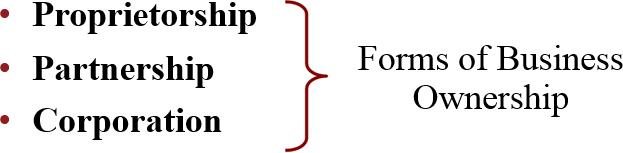 • Proprietorship
• Partnership
• Corporation
Forms of Business
Ownership